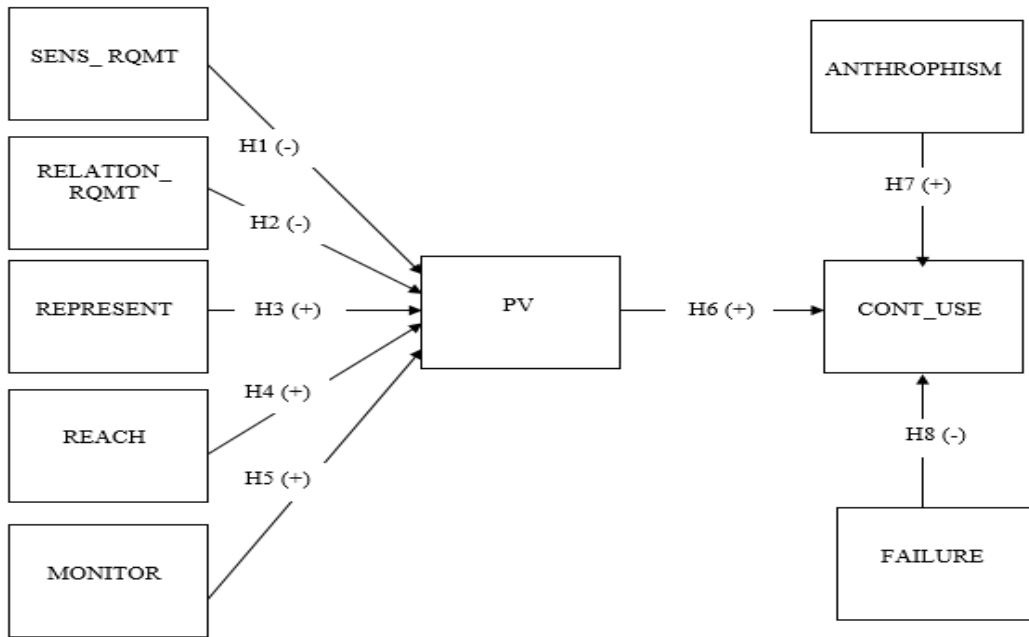 SENS_ RQMT
ANTHROPHISM
H1 (-)
RELATION_
RQMT
H7 (+)
H2 (-)
REPRESENT
H3 (+)
PV
H6 (+)
CONT_USE
H4 (+)
REACH
H8 (-)
H5 (+)
MONITOR
FAILURE